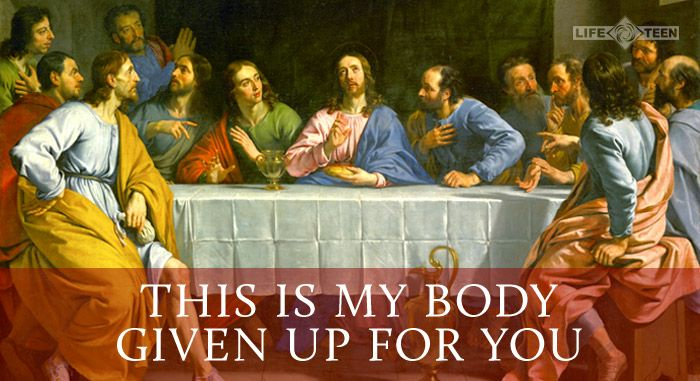 LIFE TEEN
THIS IS MY BODY
GIVEN UP FOR YOU